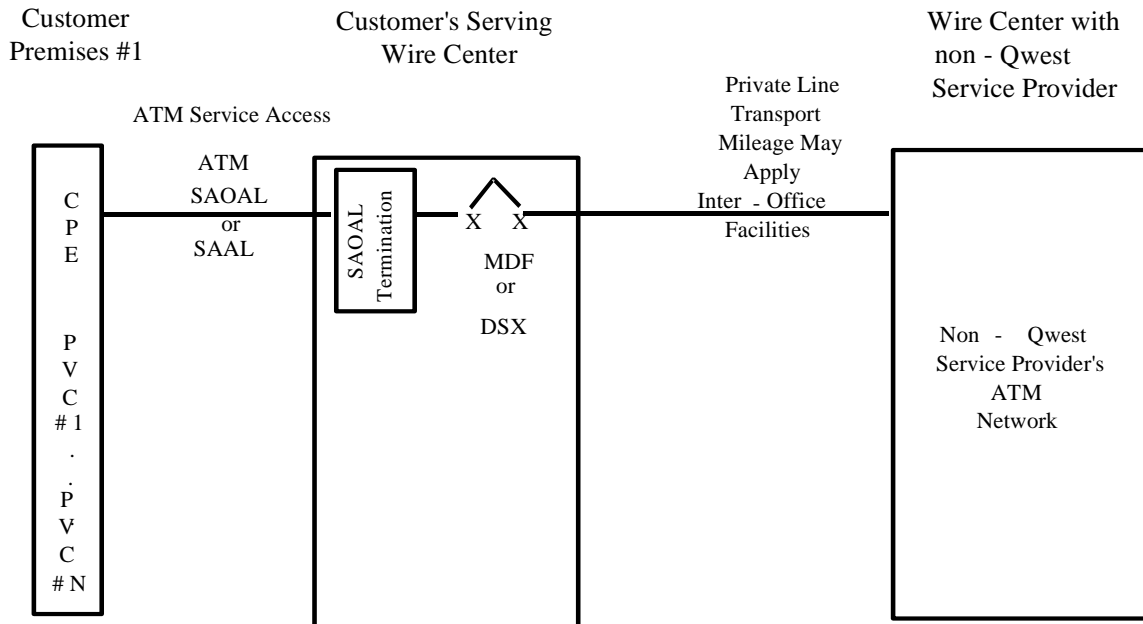 Customer
Premises #1
Customer's Serving
Wire Center
Wire Center with
non - Qwest
Service Provider
ATM Service Access
ATM
SAOAL
or
SAAL
Private Line
Transport
Mileage May
Apply
Inter - Office
Facilities
C
P
E
P
V
C
# 1
.
.
.
P
V
C
# N
SAOAL
Termination
X X
MDF
or
DSX
Non - Qwest
Service Provider's
ATM
Network